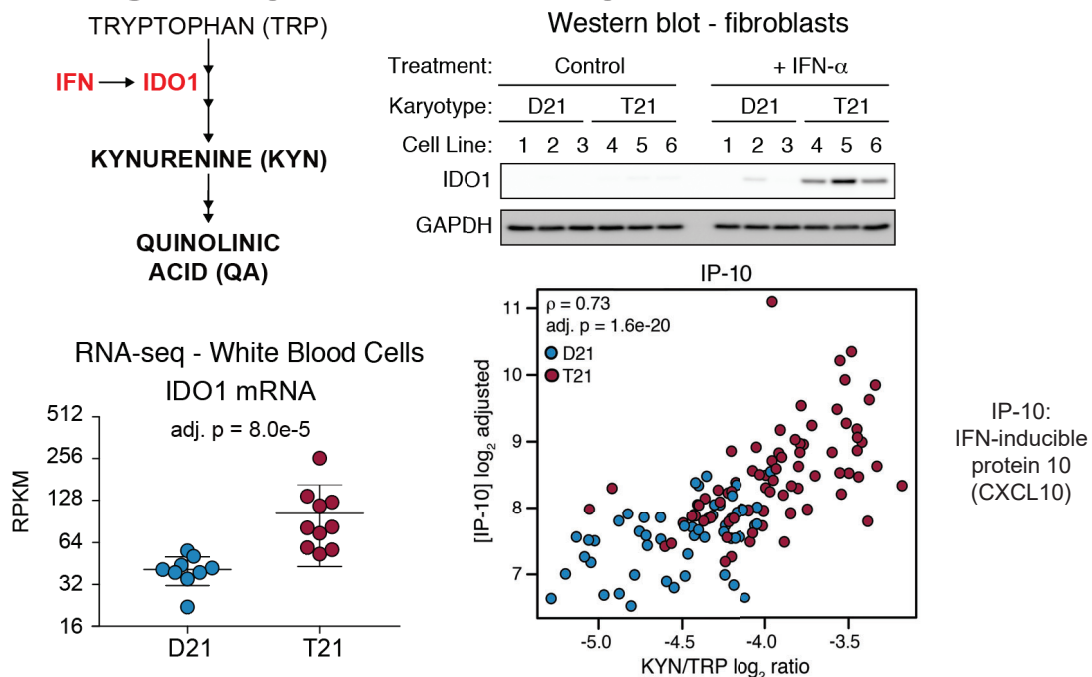 TRYPTOPHAN (TRP)
IFN
IDO1
KYNURENINE (KYN)
QUINOLINIC
ACID (QA)
Western blot - fibroblasts
Treatment: Control + IFN-α
Karyotype: D21 T21 D21 T21
Cell Line: 1 2 3 4 5 6 1 2 3 4 5 6
IDO1
GAPDH
RNA-seq - White Blood Cells
IDO1 mRNA
adj. p = 8.0e-5
RPKM
512
256
128
64
32
16
D21 T21
IP-10
ρ = 0.73
adj. p = 1.6e-20
D21
T21
[IP-10] log2 adjusted
11
10
9
8
7
-5.0 -4.5 -4.0 -3.5
KYN/TRP log2 ratio
IP-10:
IFN-inducible
protein 10
(CXCL10)